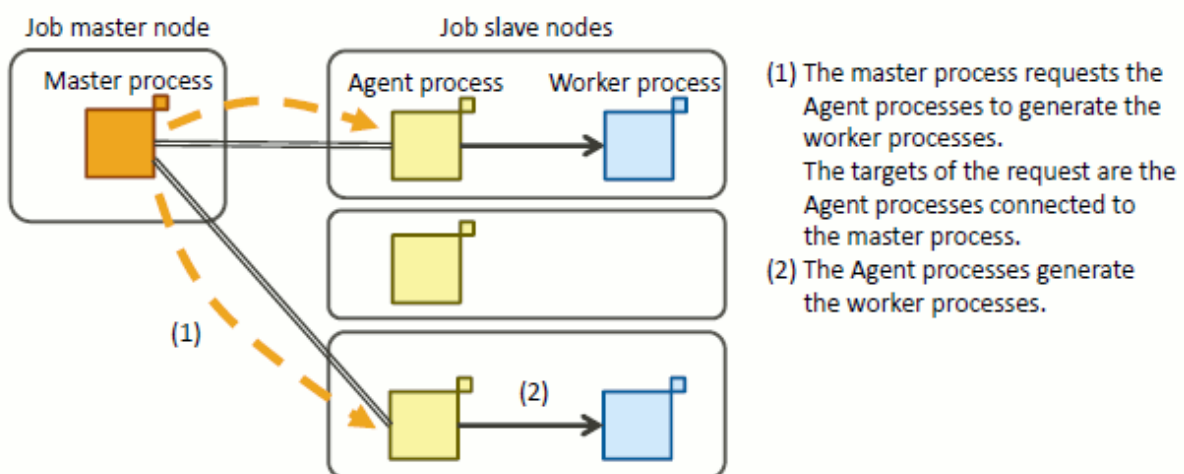 Job master node
Job slave nodes
Master process
Agent process
Worker process
(1)
(2)
(1) The master process requests the
Agent processes to generate the
worker processes.
The targets of the request are the
Agent processes connected to
the master process.
(2) The Agent processes generate
the worker processes.